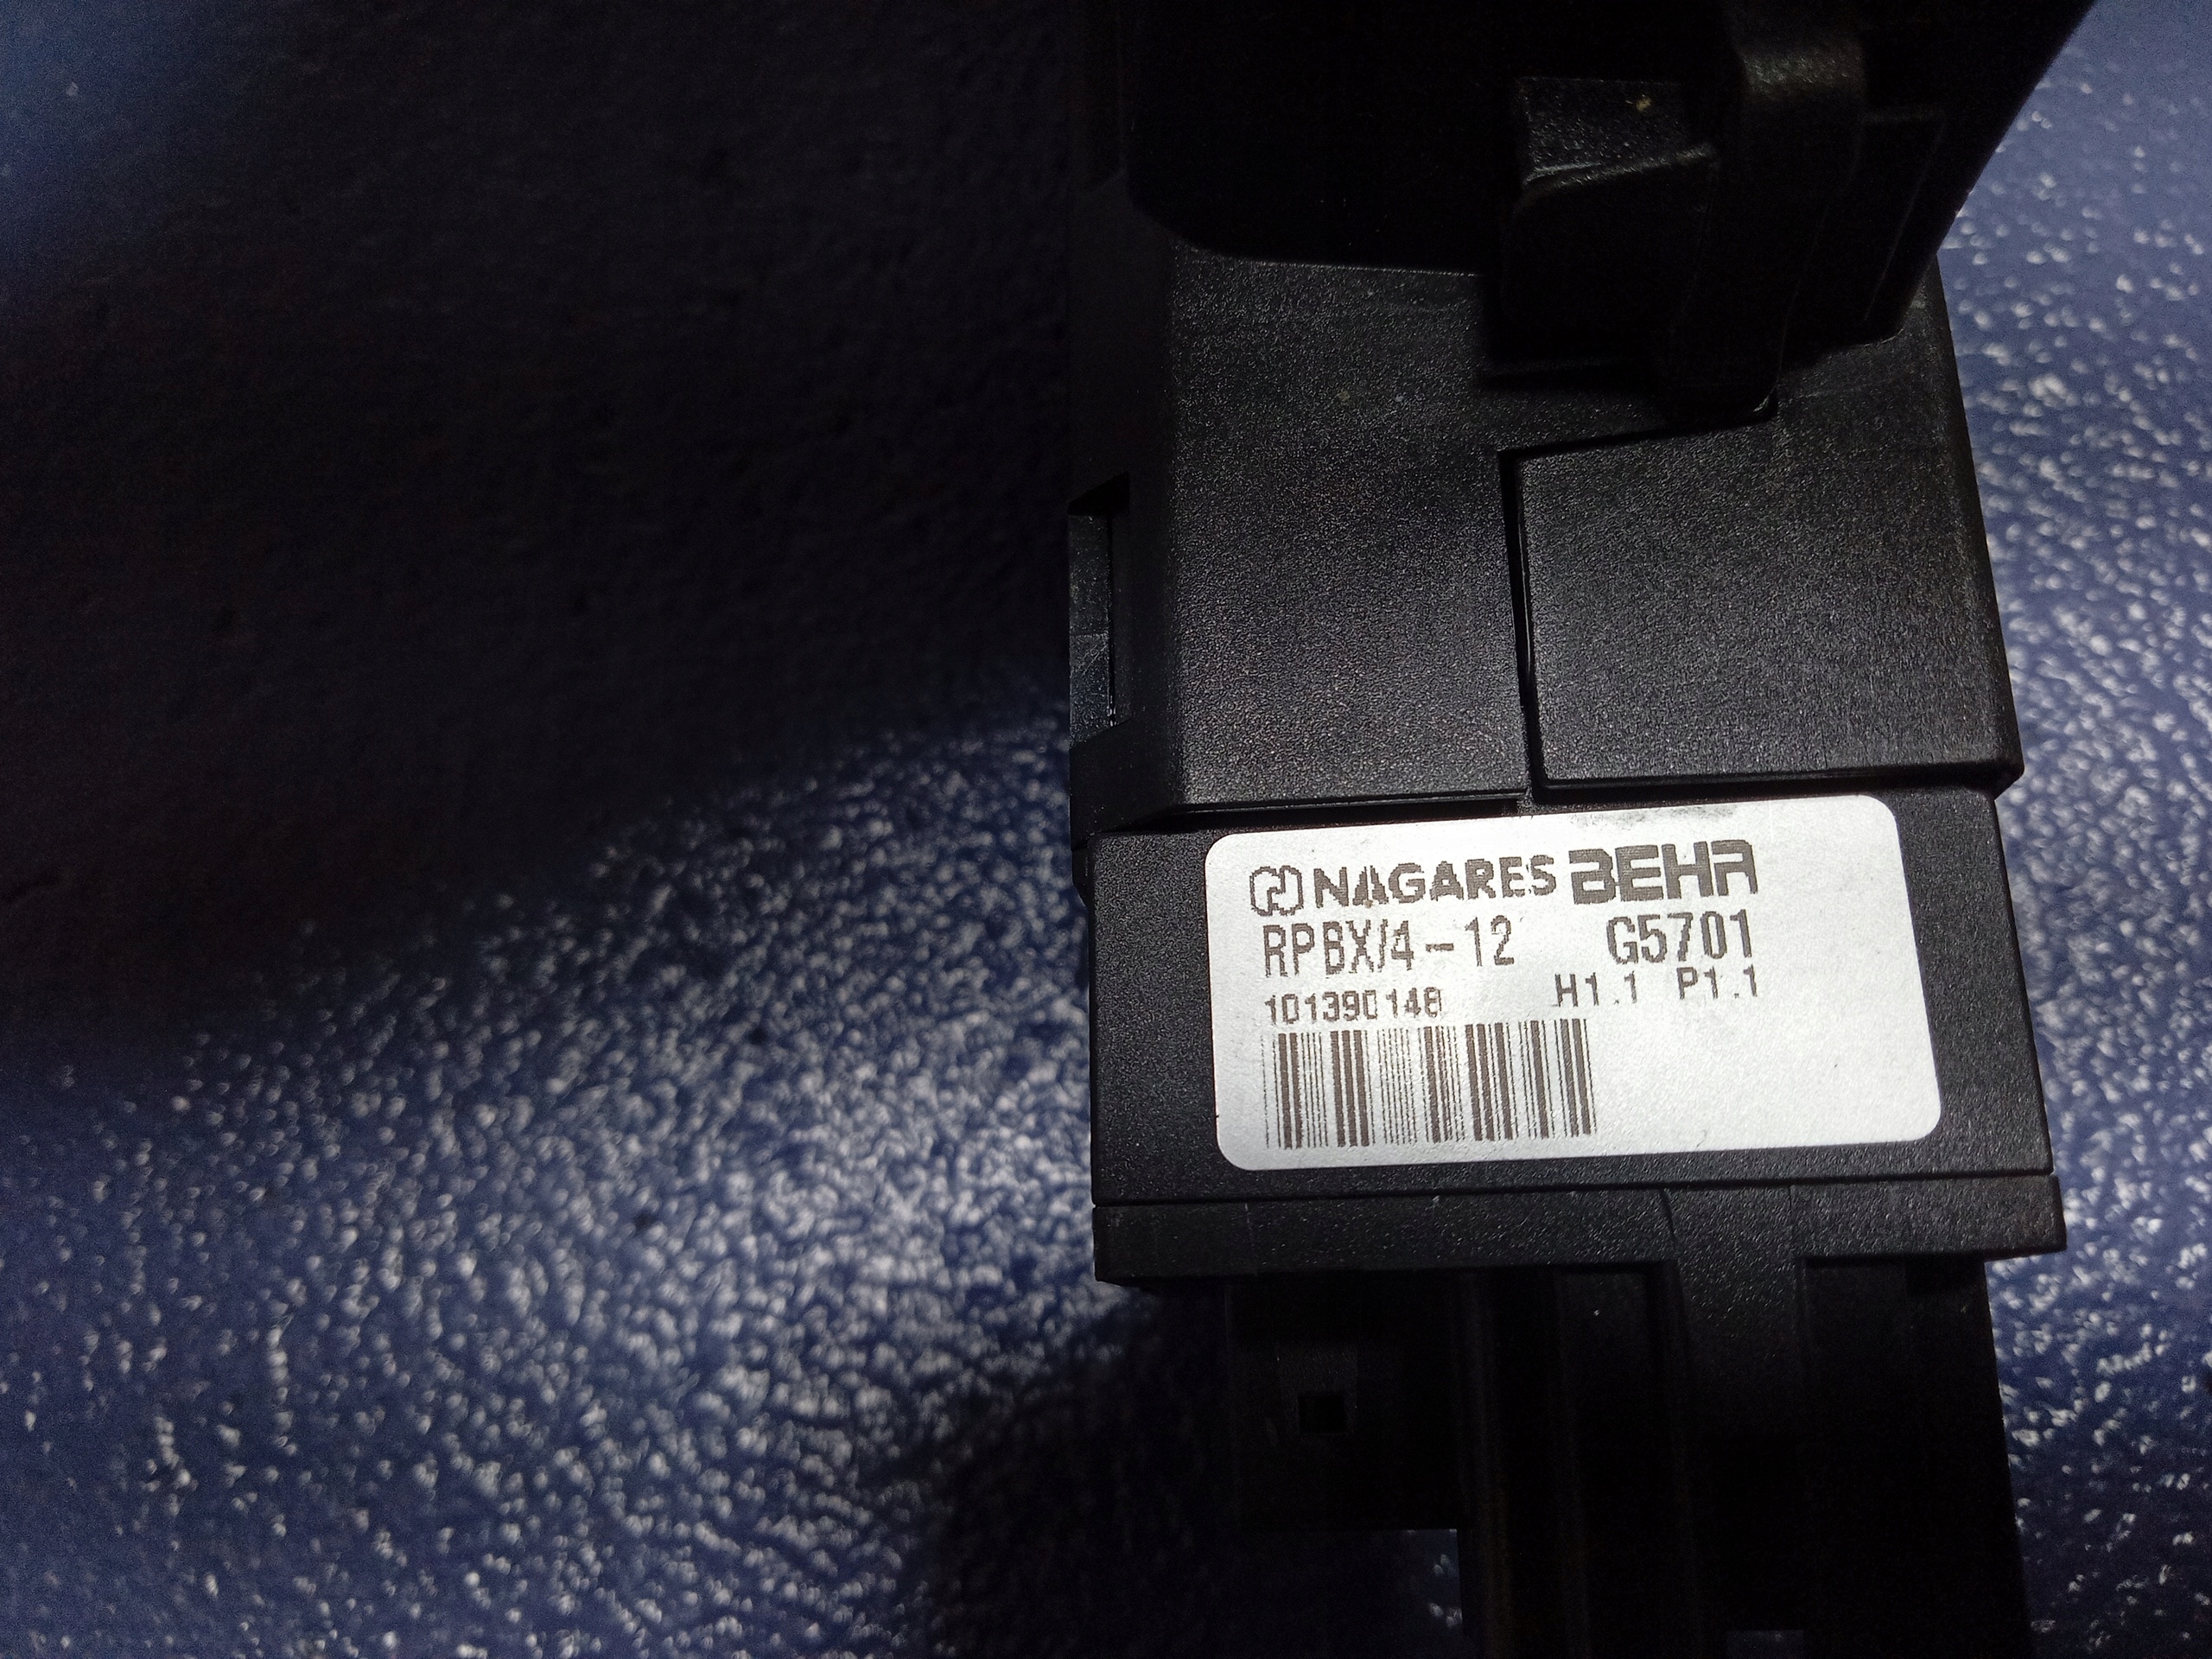 NAGARES BEHR
RPBX/4-12 G5701
H1.1 P1.1
101390148